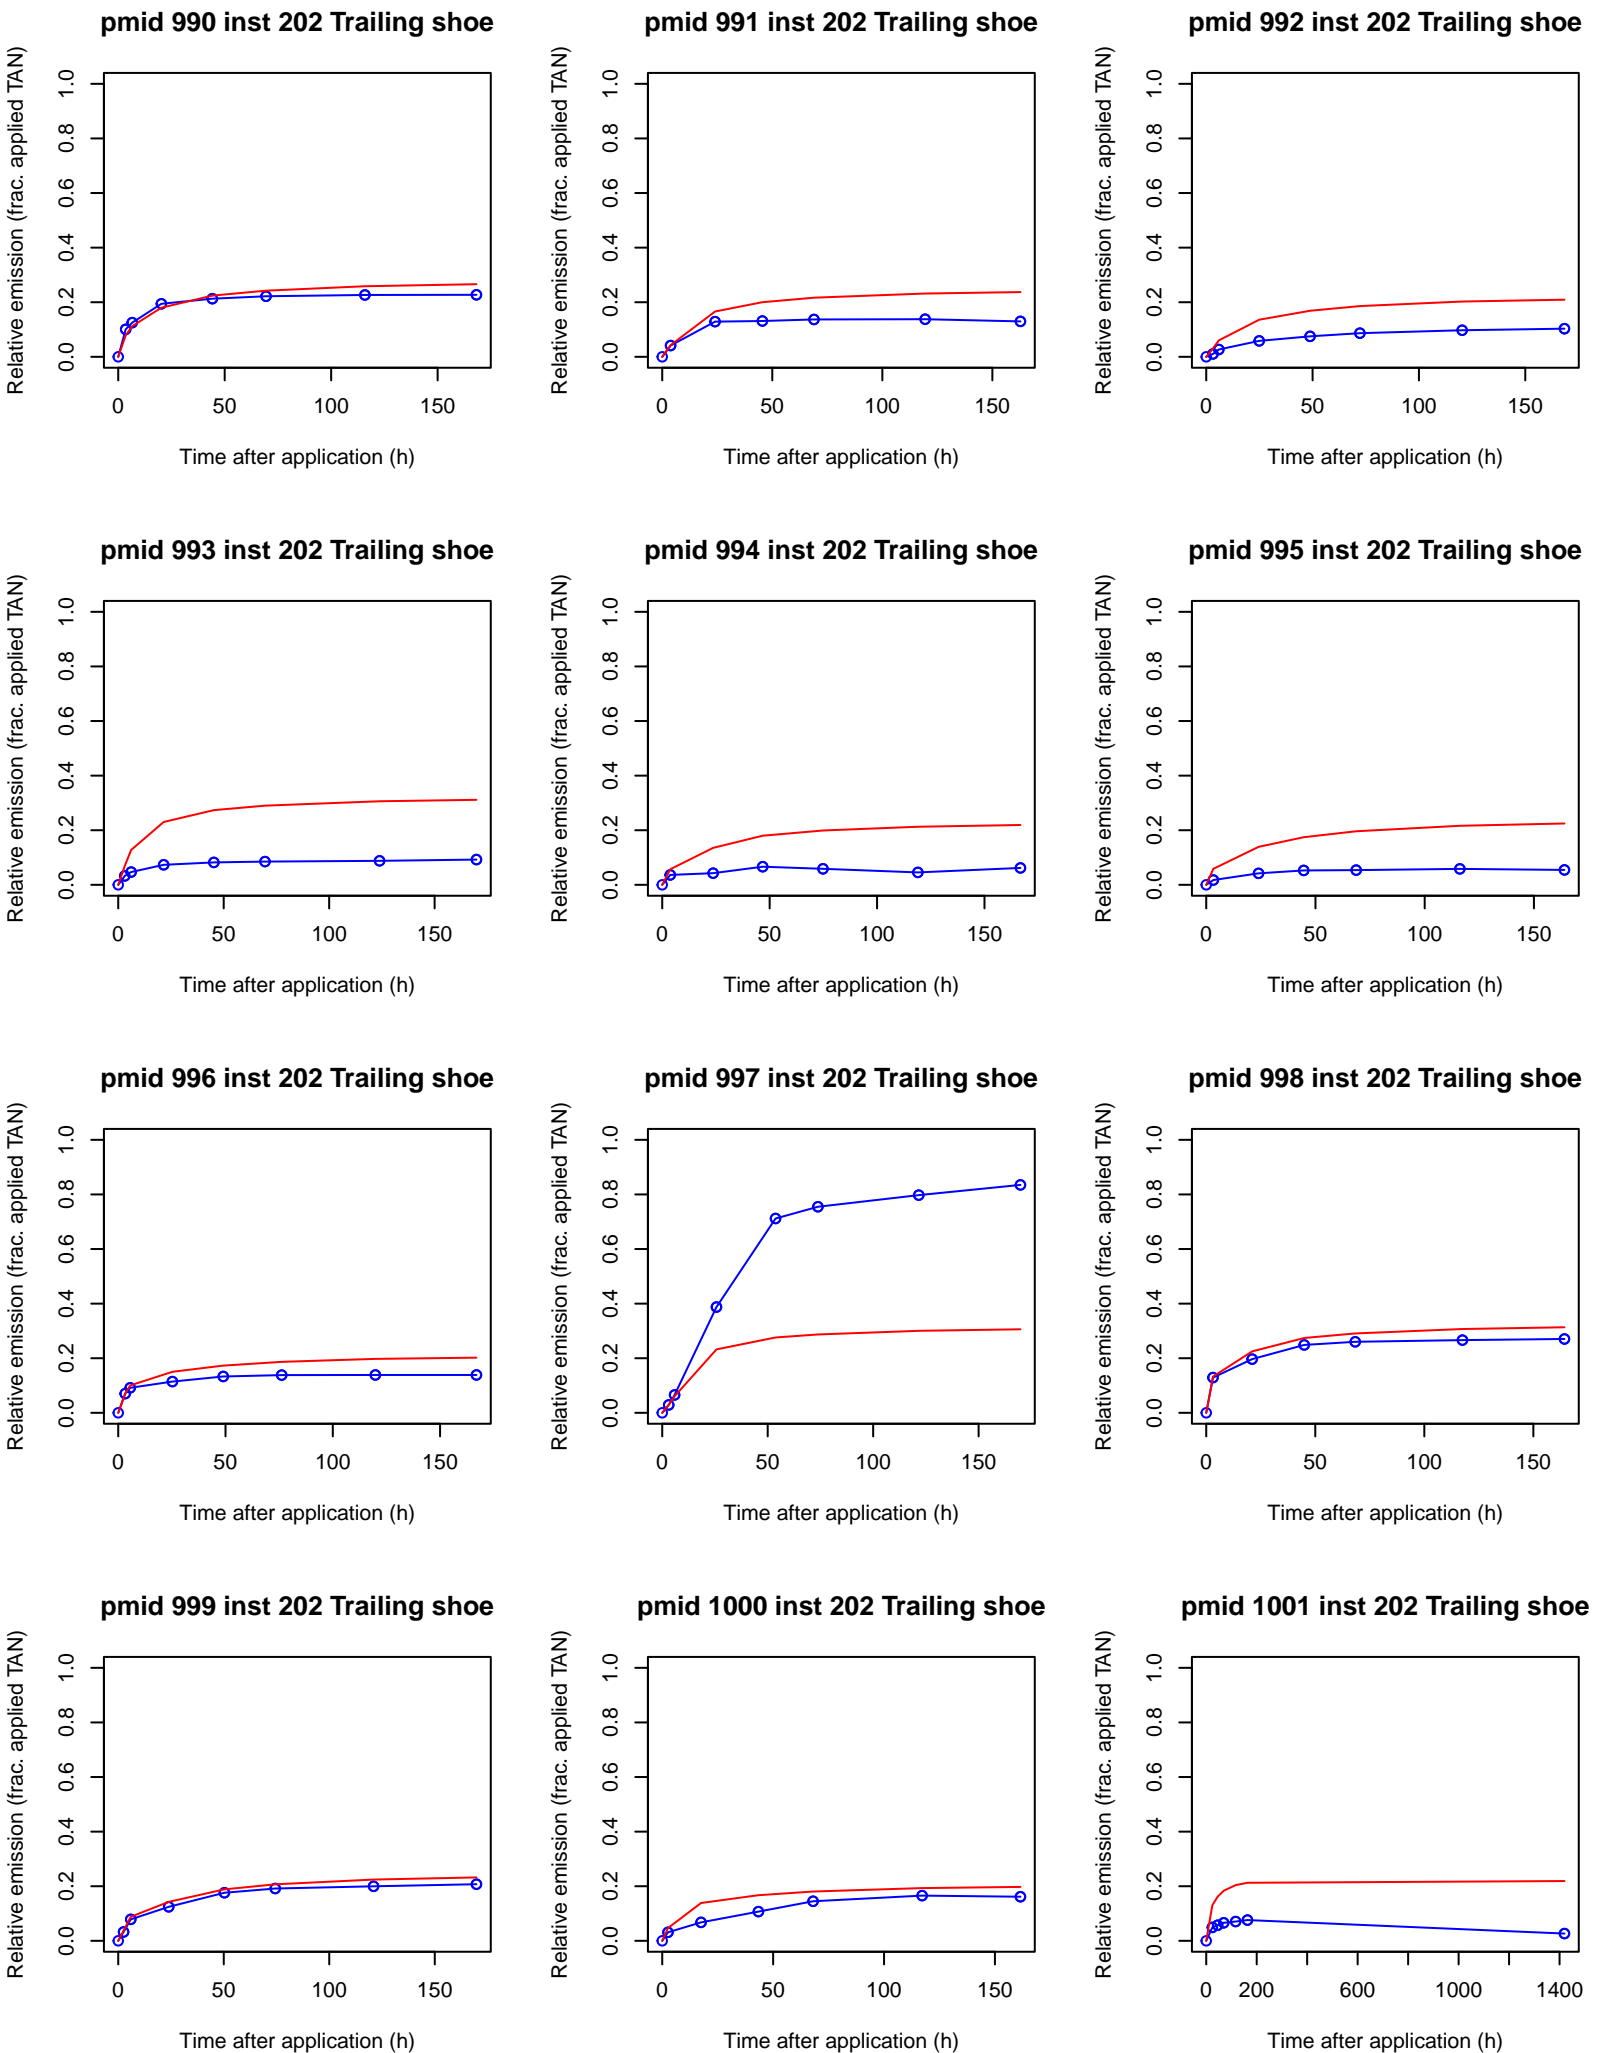 pmid 990 inst 202 Trailing shoe
Relative emission (frac. applied TAN)
0.0 0.2 0.4 0.6 0.8 1.0
0 50 100 150
Time after application (h)
pmid 991 inst 202 Trailing shoe
Relative emission (frac. applied TAN)
0.0 0.2 0.4 0.6 0.8 1.0
0 50 100 150
Time after application (h)
pmid 992 inst 202 Trailing shoe
Relative emission (frac. applied TAN)
0.0 0.2 0.4 0.6 0.8 1.0
0 50 100 150
Time after application (h)
pmid 993 inst 202 Trailing shoe
Relative emission (frac. applied TAN)
0.0 0.2 0.4 0.6 0.8 1.0
0 50 100 150
Time after application (h)
pmid 994 inst 202 Trailing shoe
Relative emission (frac. applied TAN)
0.0 0.2 0.4 0.6 0.8 1.0
0 50 100 150
Time after application (h)
pmid 995 inst 202 Trailing shoe
Relative emission (frac. applied TAN)
0.0 0.2 0.4 0.6 0.8 1.0
0 50 100 150
Time after application (h)
pmid 996 inst 202 Trailing shoe
Relative emission (frac. applied TAN)
0.0 0.2 0.4 0.6 0.8 1.0
0 50 100 150
Time after application (h)
pmid 997 inst 202 Trailing shoe
Relative emission (frac. applied TAN)
0.0 0.2 0.4 0.6 0.8 1.0
0 50 100 150
Time after application (h)
pmid 998 inst 202 Trailing shoe
Relative emission (frac. applied TAN)
0.0 0.2 0.4 0.6 0.8 1.0
0 50 100 150
Time after application (h)
pmid 999 inst 202 Trailing shoe
Relative emission (frac. applied TAN)
0.0 0.2 0.4 0.6 0.8 1.0
0 50 100 150
Time after application (h)
pmid 1000 inst 202 Trailing shoe
Relative emission (frac. applied TAN)
0.0 0.2 0.4 0.6 0.8 1.0
0 50 100 150
Time after application (h)
pmid 1001 inst 202 Trailing shoe
Relative emission (frac. applied TAN)
0.0 0.2 0.4 0.6 0.8 1.0
0 200 600 1000 1400
Time after application (h)